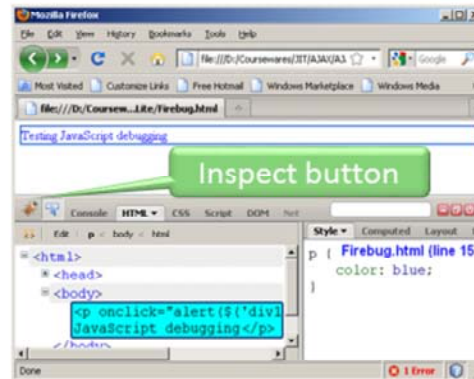 Mozilla Firefox
File Edit View History Bookmarks Tools Help
file:///D:/Coursewares/JIT/AJAX/AJ Google
Most Visited Customize Links Free Hotmail Windows Marketplace Windows Media
file:///D:/Coursew...Lite/Firebug.html
Testing JavaScript debugging
Inspect button
Console HTML CSS Script DOM Net
Edit p < body < html
Style Computed Layout
<html>
<head>
<body>
<p onclick="alert($('div1
JavaScript debugging</p>
</body>
p { Firebug.html (line 15
color: blue;
}
Done 1 Error